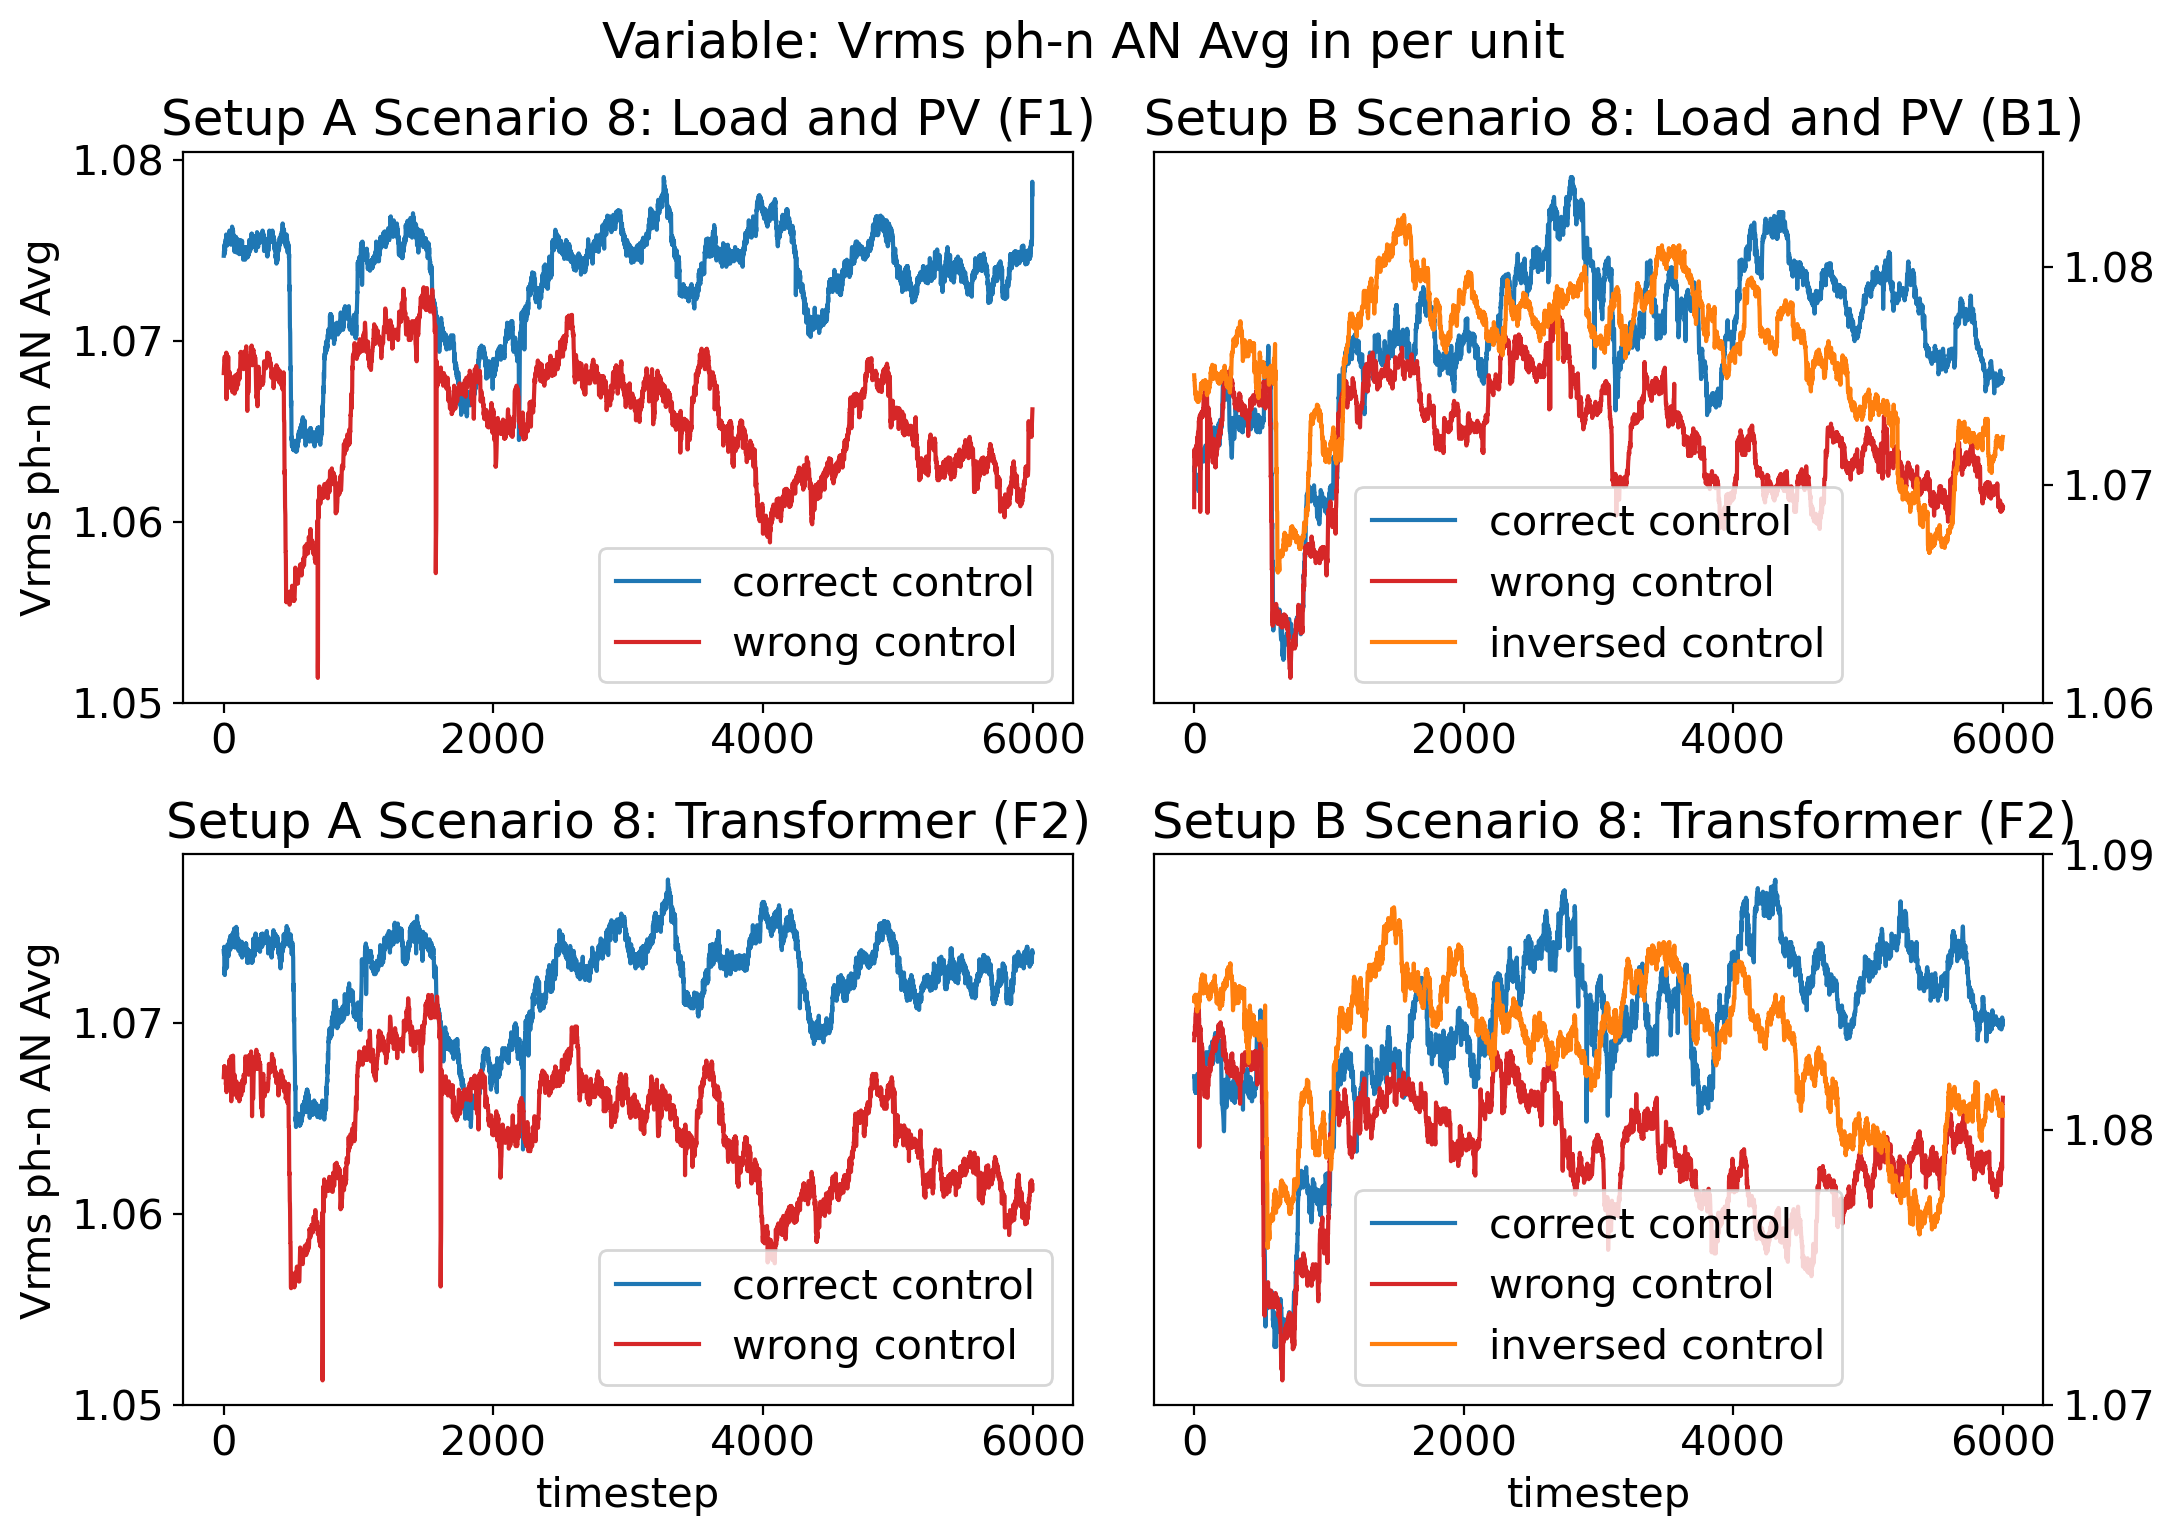 Variable: Vrms ph-n AN Avg in per unit
Setup A Scenario 8: Load and PV (F1)
Vrms ph-n AN Avg
1.08
1.07
1.06
1.05
0 2000 4000 6000
correct control
wrong control
Setup B Scenario 8: Load and PV (B1)
1.08
1.07
1.06
0 2000 4000 6000
correct control
wrong control
inversed control
Setup A Scenario 8: Transformer (F2)
Vrms ph-n AN Avg
1.07
1.06
1.05
0 2000 4000 6000
timestep
correct control
wrong control
Setup B Scenario 8: Transformer (F2)
1.09
1.08
1.07
0 2000 4000 6000
timestep
correct control
wrong control
inversed control